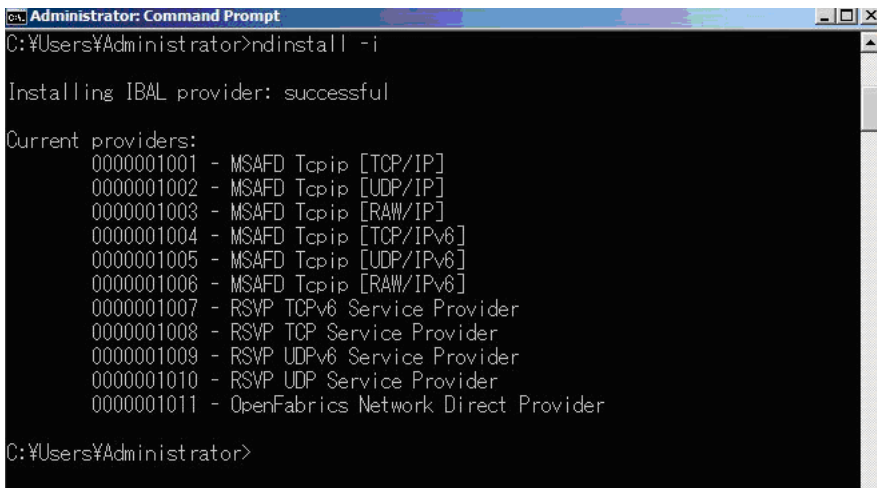 Administrator: Command Prompt
C:¥Users¥Administrator>ndinstall -i
Installing IBAL provider: successful
Current providers:
0000001001 - MSAFD Tcpip [TCP/IP]
0000001002 - MSAFD Tcpip [UDP/IP]
0000001003 - MSAFD Tcpip [RAW/IP]
0000001004 - MSAFD Tcpip [TCP/IPv6]
0000001005 - MSAFD Tcpip [UDP/IPv6]
0000001006 - MSAFD Tcpip [RAW/IPv6]
0000001007 - RSVP TCPv6 Service Provider
0000001008 - RSVP TCP Service Provider
0000001009 - RSVP UDPv6 Service Provider
0000001010 - RSVP UDP Service Provider
0000001011 - OpenFabrics Network Direct Provider
C:¥Users¥Administrator>